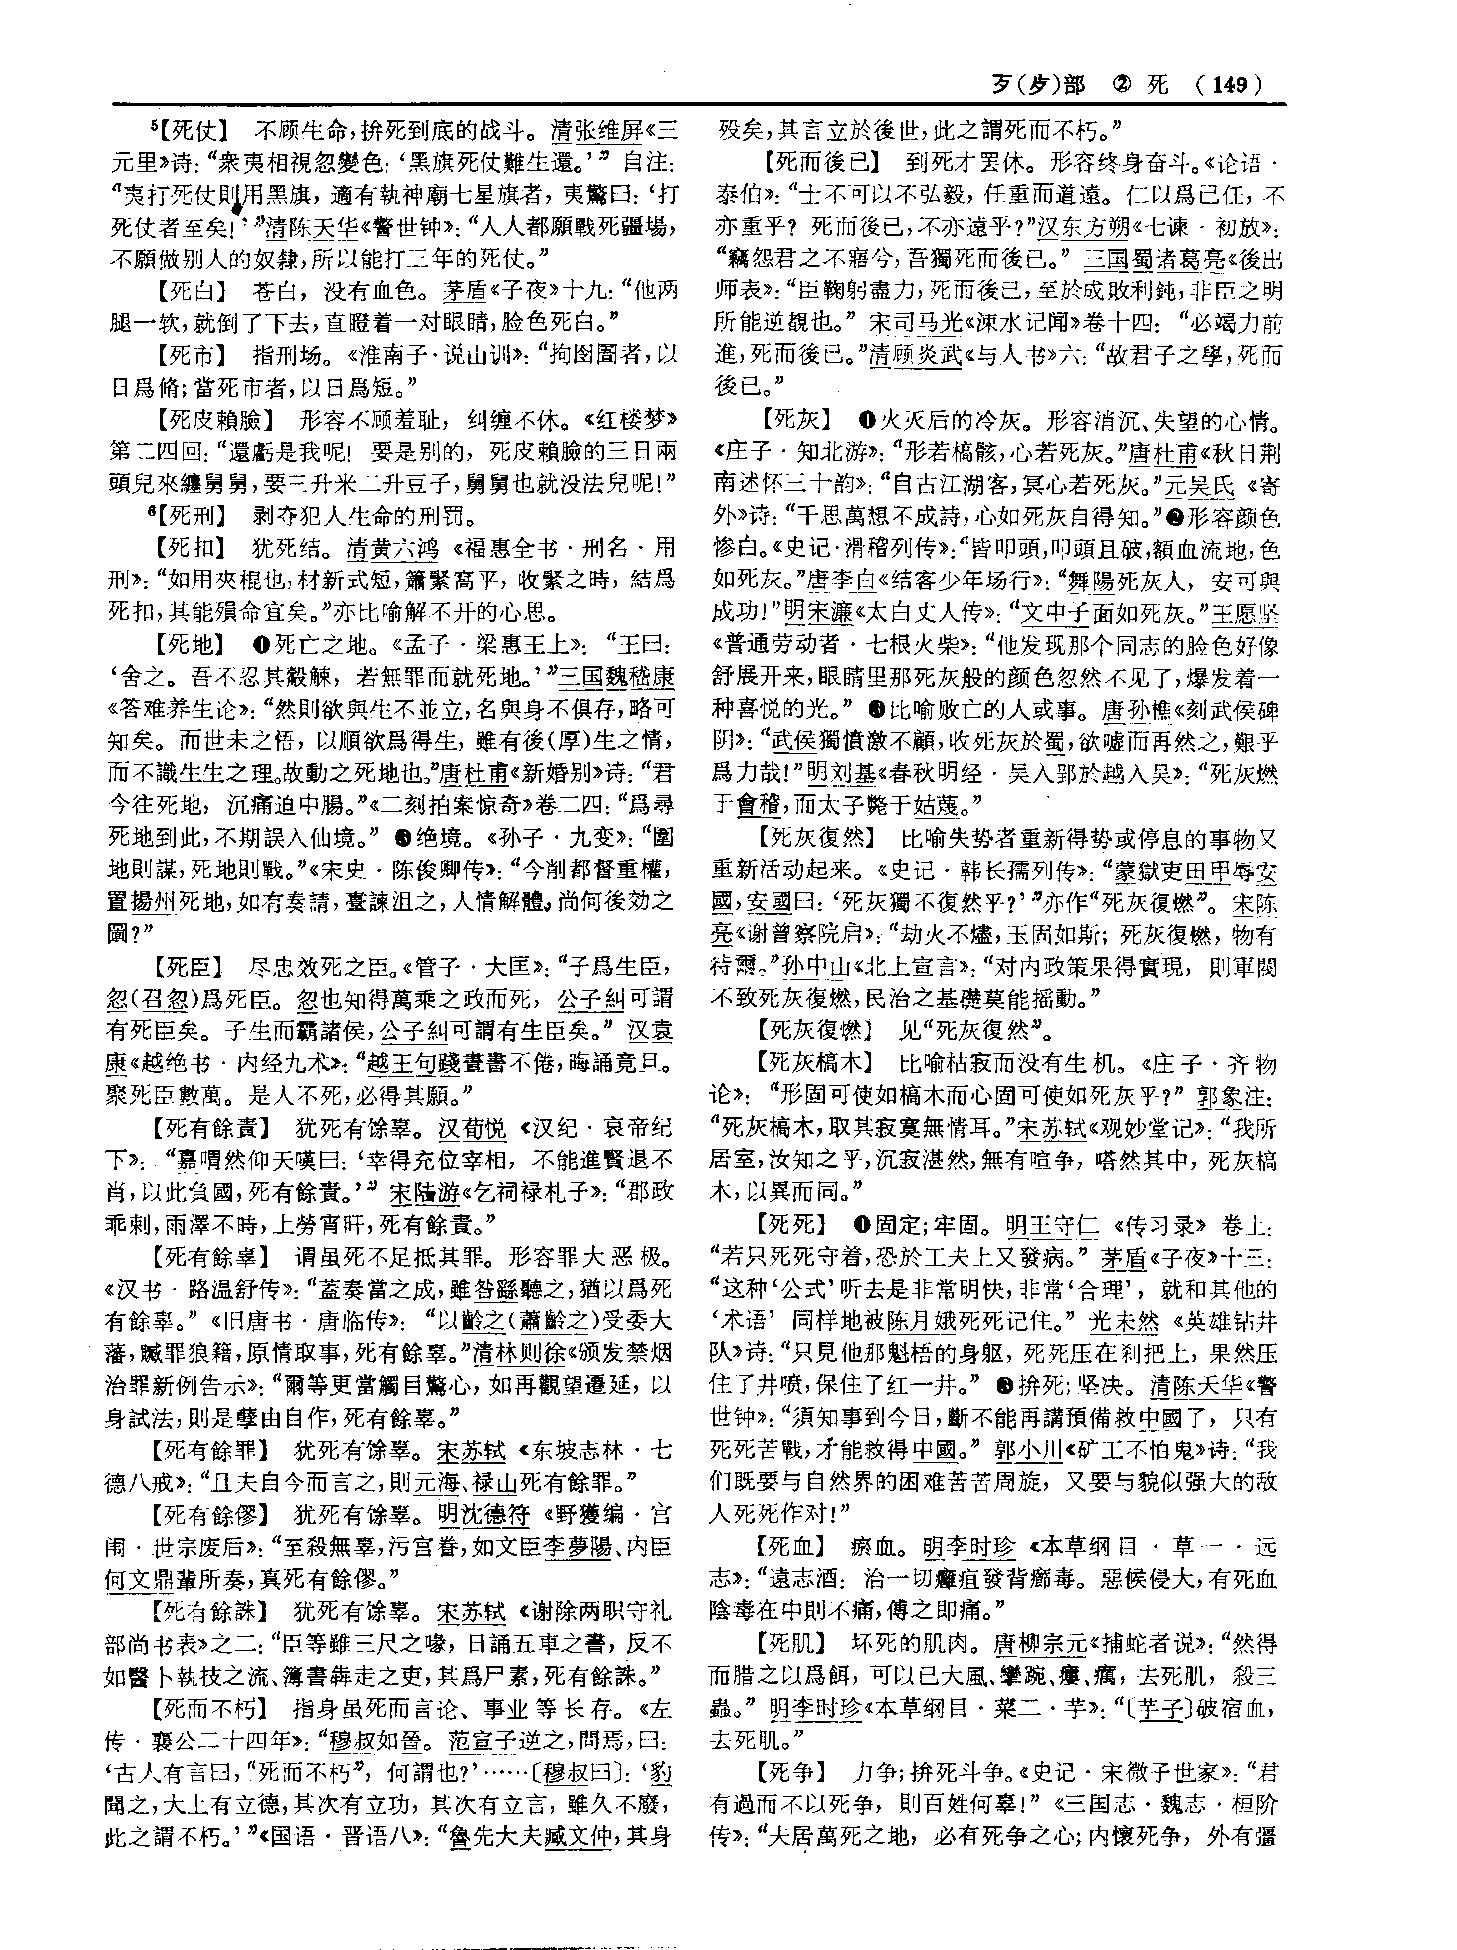 歹(歺)部　②　死　（149）
⁵【死仗】　不顾生命，拚死到底的战斗。清张维屏《三
元里》诗：“衆夷相視忽變色：‘黑旗死仗難生還。’”自注：
“夷打死仗則用黑旗，適有執神廟七星旗者，夷驚曰：‘打
死仗者至矣！’”清陈天华《警世钟》：“人人都願戰死疆場，
不願做别人的奴隸，所以能打三年的死仗。”
【死白】　苍白，没有血色。茅盾《子夜》十九：“他两
腿一软，就倒了下去，直瞪着一对眼睛，脸色死白。”
【死市】　指刑场。《淮南子·说山训》：“拘囹圄者，以
日爲脩；當死市者，以日爲短。”
【死皮賴臉】　形容不顾羞耻，纠缠不休。《红楼梦》
第二四回：“還虧是我呢！要是别的，死皮賴臉的三日兩
頭兒來纏舅舅，要三升米二升豆子，舅舅也就没法兒呢！”
⁶【死刑】　剥夺犯人生命的刑罚。
【死扣】　犹死结。清黄六鸿《福惠全书·刑名·用
刑》：“如用夾棍也，材新式短，簫緊窩平，收緊之時，結爲
死扣，其能殞命宜矣。”亦比喻解不开的心思。
【死地】　❶死亡之地。《孟子·梁惠王上》：“王曰：
‘舍之。吾不忍其觳觫，若無罪而就死地。’”三国魏嵇康
《答难养生论》：“然則欲與生不並立，名與身不俱存，略可
知矣。而世未之悟，以順欲爲得生，雖有後(厚)生之情，
而不識生生之理，故動之死地也。”唐杜甫《新婚别》诗：“君
今往死地，沉痛迫中腸。”《二刻拍案惊奇》卷二四：“爲尋
死地到此，不期誤入仙境。”❷绝境。《孙子·九变》：“圍
地則謀，死地則戰。”《宋史·陈俊卿传》：“今削都督重權，
置揚州死地，如有奏請，臺諫沮之，人情解體，尚何後効之
圖？”
【死臣】　尽忠效死之臣。《管子·大匡》：“子爲生臣，
忽(召忽)爲死臣。忽也知得萬乘之政而死，公子糾可謂
有死臣矣。子生而霸諸侯，公子糾可謂有生臣矣。”汉袁
康《越绝书·内经九术》：“越王句踐晝書不倦，晦誦竟旦。
聚死臣數萬。是人不死，必得其願。”
【死有餘責】　犹死有馀辜。汉荀悦《汉纪·哀帝纪
下》：“嘉喟然仰天嘆曰：‘幸得充位宰相，不能進賢退不
肖，以此負國，死有餘責。’”宋陆游《乞祠禄札子》：“郡政
乖剌，雨澤不時，上勞宵旰，死有餘責。”
【死有餘辜】　谓虽死不足抵其罪。形容罪大恶极。
《汉书·路温舒传》：“蓋奏當之成，雖咎繇聽之，猶以爲死
有餘辜。”《旧唐书·唐临传》：“以齡之(蕭齡之)受委大
藩，贓罪狼籍，原情取事，死有餘辜。”清林则徐《颁发禁烟
治罪新例告示》：“爾等更當觸目驚心，如再觀望遷延，以
身試法，則是孽由自作，死有餘辜。”
【死有餘罪】　犹死有馀辜。宋苏轼《东坡志林·七
德八戒》：“且夫自今而言之，則元海、禄山死有餘罪。”
【死有餘僇】　犹死有馀辜。明沈德符《野獲编·宫
闱·世宗废后》：“至殺無辜，污宫眷，如文臣李夢陽、内臣
何文鼎輩所奏，真死有餘僇。”
【死有餘誅】　犹死有馀辜。宋苏轼《谢除两职守礼
部尚书表》之二：“臣等雖三尺之喙，日誦五車之書，反不
如醫卜執技之流、簿書犇走之吏，其爲尸素，死有餘誅。”
【死而不朽】　指身虽死而言论、事业等长存。《左
传·襄公二十四年》：“穆叔如晉。范宣子逆之，問焉，曰：
‘古人有言曰，“死而不朽”，何謂也？’……〔穆叔曰〕：‘豹
聞之，大上有立德，其次有立功，其次有立言，雖久不廢，
此之謂不朽。’”《国语·晋语八》：“魯先大夫臧文仲，其身
殁矣，其言立於後世，此之謂死而不朽。”
【死而後已】　到死才罢休。形容终身奋斗。《论语·
泰伯》：“士不可以不弘毅，任重而道遠。仁以爲己任，不
亦重乎？死而後已，不亦遠乎？”汉东方朔《七谏·初放》：
“竊怨君之不寤兮，吾獨死而後已。”三国蜀诸葛亮《後出
师表》：“臣鞠躬盡力，死而後已，至於成敗利鈍，非臣之明
所能逆覩也。”宋司马光《涑水记闻》卷十四：“必竭力前
進，死而後已。”清顾炎武《与人书》六：“故君子之學，死而
後已。”
【死灰】　❶火灭后的冷灰。形容消沉、失望的心情。
《庄子·知北游》：“形若槁骸，心若死灰。”唐杜甫《秋日荆
南述怀三十韵》：“自古江湖客，冥心若死灰。”元吴氏《寄
外》诗：“千思萬想不成詩，心如死灰自得知。”❷形容颜色
惨白。《史记·滑稽列传》：“皆叩頭，叩頭且破，額血流地，色
如死灰。”唐李白《结客少年场行》：“舞陽死灰人，安可與
成功！”明宋濂《太白丈人传》：“文中子面如死灰。”王愿坚
《普通劳动者·七根火柴》：“他发现那个同志的脸色好像
舒展开来，眼睛里那死灰般的颜色忽然不见了，爆发着一
种喜悦的光。”❸比喻败亡的人或事。唐孙樵《刻武侯碑
阴》：“武侯獨憤激不顧，收死灰於蜀，欲嘘而再然之，艱乎
爲力哉！”明刘基《春秋明经·吴入郢於越入吴》：“死灰燃
于會稽，而太子斃于姑蔑。”
【死灰復然】　比喻失势者重新得势或停息的事物又
重新活动起来。《史记·韩长孺列传》：“蒙獄吏田甲辱安
國，安國曰：‘死灰獨不復然乎？’”亦作“死灰復燃”。宋陈
亮《谢曾察院启》：“劫火不燼，玉固如斯；死灰復燃，物有
待爾。”孙中山《北上宣言》：“对内政策果得實現，則軍閥
不致死灰復燃，民治之基礎莫能摇動。”
【死灰復燃】　见“死灰復然”。
【死灰槁木】　比喻枯寂而没有生机。《庄子·齐物
论》：“形固可使如槁木而心固可使如死灰乎？”郭象注：
“死灰槁木，取其寂寞無情耳。”宋苏轼《观妙堂记》：“我所
居室，汝知之乎，沉寂湛然，無有喧争，嗒然其中，死灰槁
木，以異而同。”
【死死】　❶固定；牢固。明王守仁《传习录》卷上：
“若只死死守着，恐於工夫上又發病。”茅盾《子夜》十三：
“这种‘公式’听去是非常明快，非常‘合理’，就和其他的
‘术语’同样地被陈月娥死死记住。”光未然《英雄钻井
队》诗：“只見他那魁梧的身躯，死死压在刹把上，果然压
住了井喷，保住了红一井。”❷拚死；坚决。清陈天华《警
世钟》：“須知事到今日，斷不能再講預備救中國了，只有
死死苦戰，才能救得中國。”郭小川《矿工不怕鬼》诗：“我
们既要与自然界的困难苦苦周旋，又要与貌似强大的敌
人死死作对！”
【死血】　瘀血。明李时珍《本草纲目·草一·远
志》：“遠志酒：治一切癰疽發背癤毒。惡候侵大，有死血
陰毒在中則不痛，傅之即痛。”
【死肌】　坏死的肌肉。唐柳宗元《捕蛇者说》：“然得
而腊之以爲餌，可以已大風、攣踠、瘻、癘，去死肌，殺三
蟲。”明李时珍《本草纲目·菜二·芋》：“〔芋子〕破宿血，
去死肌。”
【死争】　力争；拚死斗争。《史记·宋微子世家》：“君
有過而不以死争，則百姓何辜！”《三国志·魏志·桓阶
传》：“夫居萬死之地，必有死争之心；内懷死争，外有彊